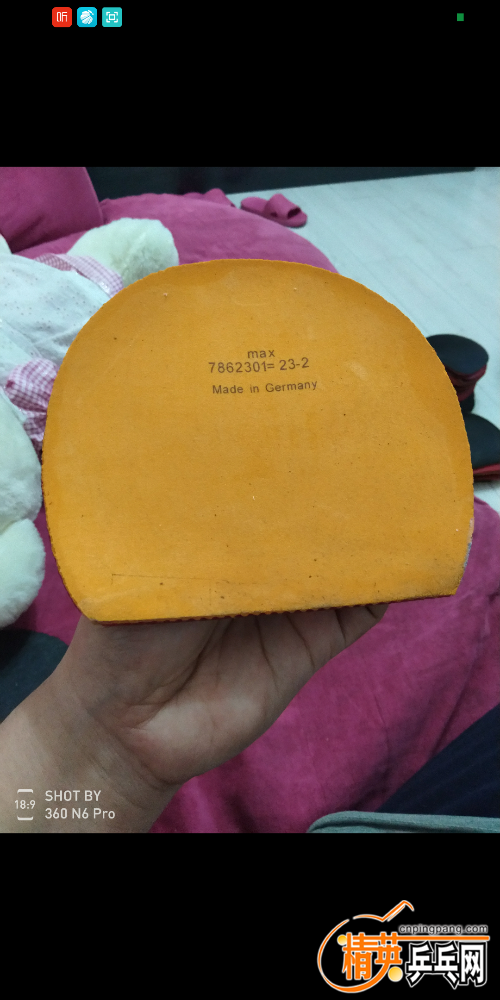 听
max
7862301= 23-2
Made in Germany
18:9
SHOT BY
360 N6 Pro
cnpingpang.com
精英乒乓网